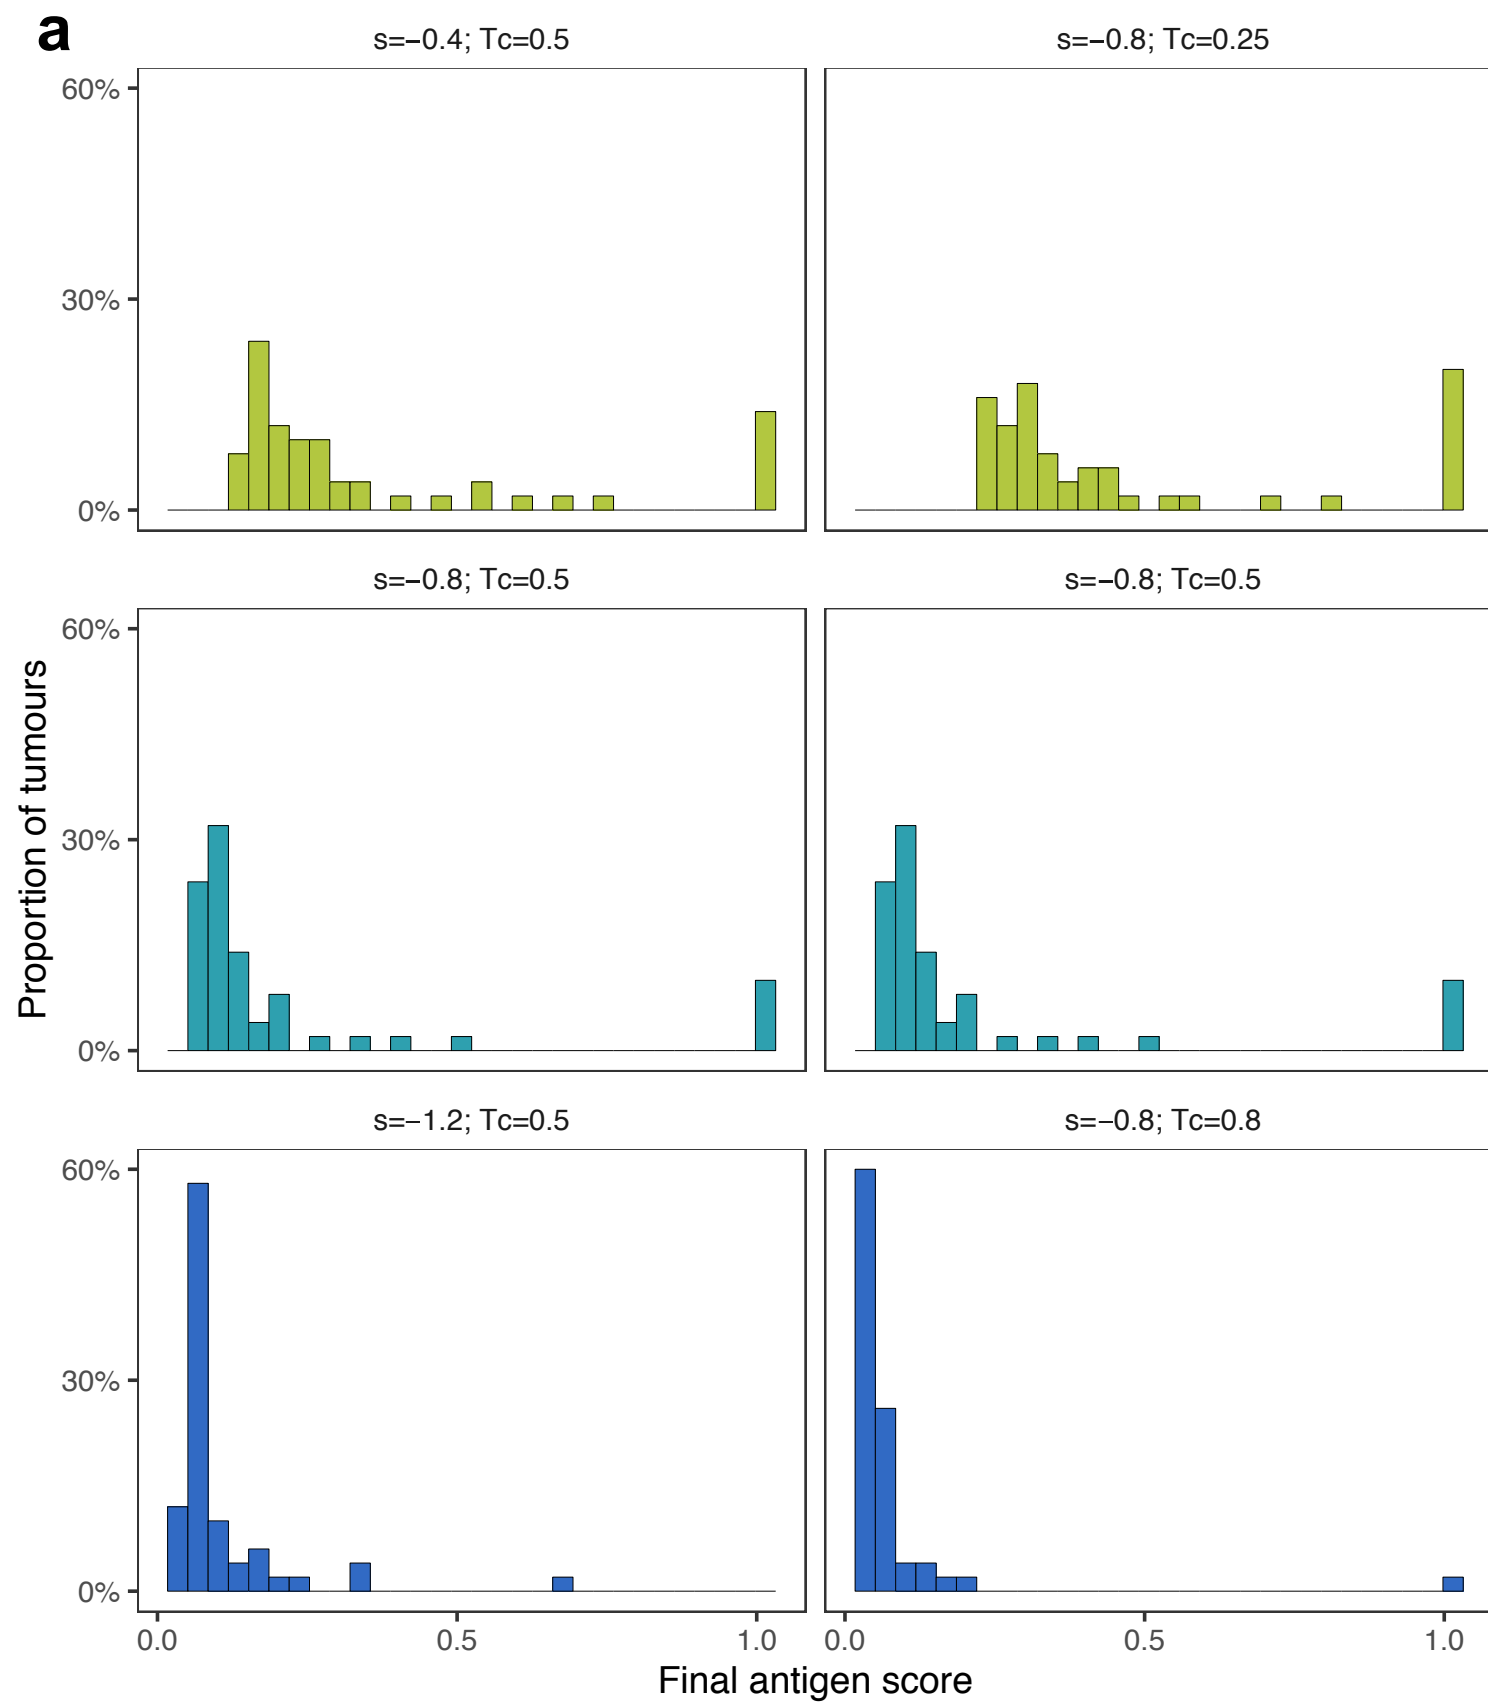 a
s=−0.4; Tc=0.5
s=−0.8; Tc=0.25
60%
30%
0%
s=−0.8; Tc=0.5
s=−0.8; Tc=0.5
60%
30%
0%
Proportion of tumours
s=−1.2; Tc=0.5
s=−0.8; Tc=0.8
60%
30%
0%
0.0 0.5 1.0
0.0 0.5 1.0
Final antigen score